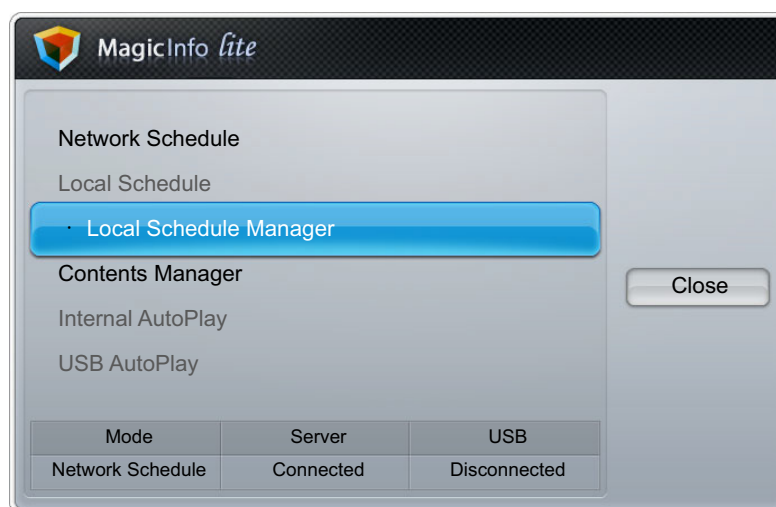 MagicInfo lite
Network Schedule
Local Schedule
· Local Schedule Manager
Contents Manager
Close
Internal AutoPlay
USB AutoPlay
Mode Server USB
Network Schedule Connected Disconnected